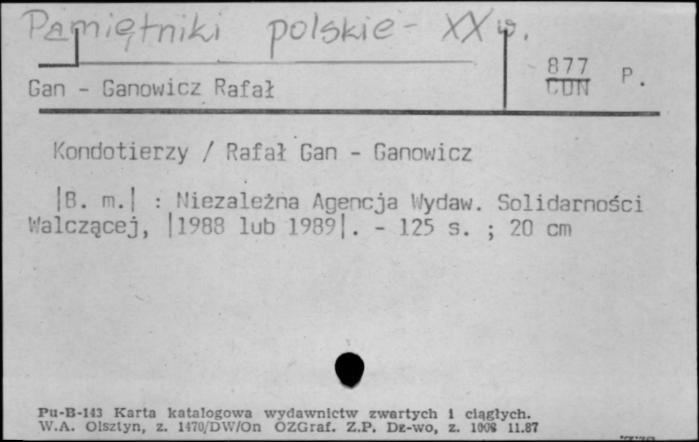 Pamiętniki polskie - XX w.
Gan - Ganowicz Rafał
877 P.
CDN
Kondotierzy / Rafał Gan - Ganowicz
|B. m.| : Niezależna Agencja Wydaw. Solidarności
Walczącej, |1988 lub 1989|. - 125 s. ; 20 cm
Pu-B-143 Karta katalogowa wydawnictw zwartych i ciągłych.
W.A. Olsztyn, z. 1470/DW/On OZGraf. Z.P. Dz-wo, z. 1008 11.87